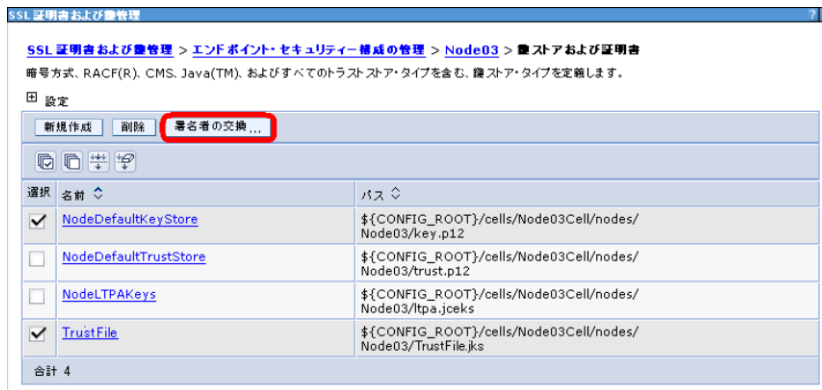 SSL 証明書および鍵管理 ?
SSL 証明書および鍵管理 > エンドポイント・セキュリティー構成の管理 > Node03 > 鍵ストアおよび証明書
暗号方式、RACF(R)、CMS、Java(TM)、およびすべてのトラストストア・タイプを含む、鍵ストア・タイプを定義します。
設定
新規作成 削除 署名者の交換...
選択 名前 パス
NodeDefaultKeyStore ${CONFIG_ROOT}/cells/Node03Cell/nodes/
Node03/key.p12
NodeDefaultTrustStore ${CONFIG_ROOT}/cells/Node03Cell/nodes/
Node03/trust.p12
NodeLTPAKeys ${CONFIG_ROOT}/cells/Node03Cell/nodes/
Node03/ltpa.jceks
TrustFile ${CONFIG_ROOT}/cells/Node03Cell/nodes/
Node03/TrustFile.jks
合計 4